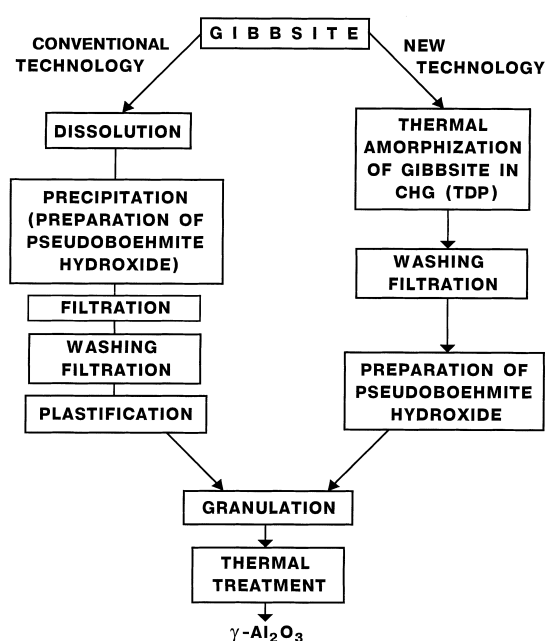 GIBBSITE
CONVENTIONAL
TECHNOLOGY
NEW
TECHNOLOGY
DISSOLUTION
PRECIPITATION
(PREPARATION OF
PSEUDOBOEHMITE
HYDROXIDE)
FILTRATION
WASHING
FILTRATION
PLASTIFICATION
THERMAL
AMORPHIZATION
OF GIBBSITE IN
CHG (TDP)
WASHING
FILTRATION
PREPARATION OF
PSEUDOBOEHMITE
HYDROXIDE
GRANULATION
THERMAL
TREATMENT
γ-Al₂O₃